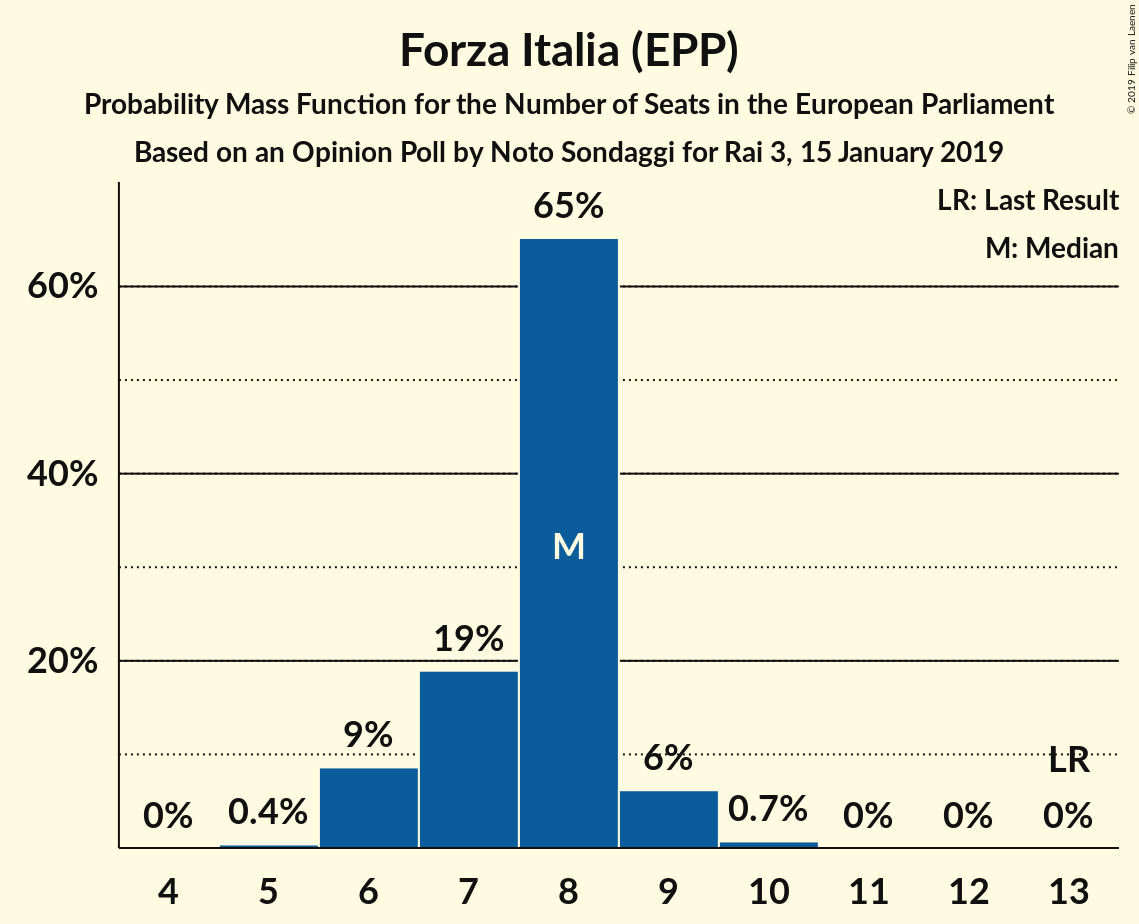 Forza Italia (EPP)
Probability Mass Function for the Number of Seats in the European Parliament
Based on an Opinion Poll by Noto Sondaggi for Rai 3, 15 January 2019
© 2019 Filip van Laenen
LR: Last Result
M: Median
65%
60%
40%
M
19%
20%
9%
6%
LR
0%
0.4%
0.7%
0%
0%
0%
4 5 6 7 8 9 10 11 12 13